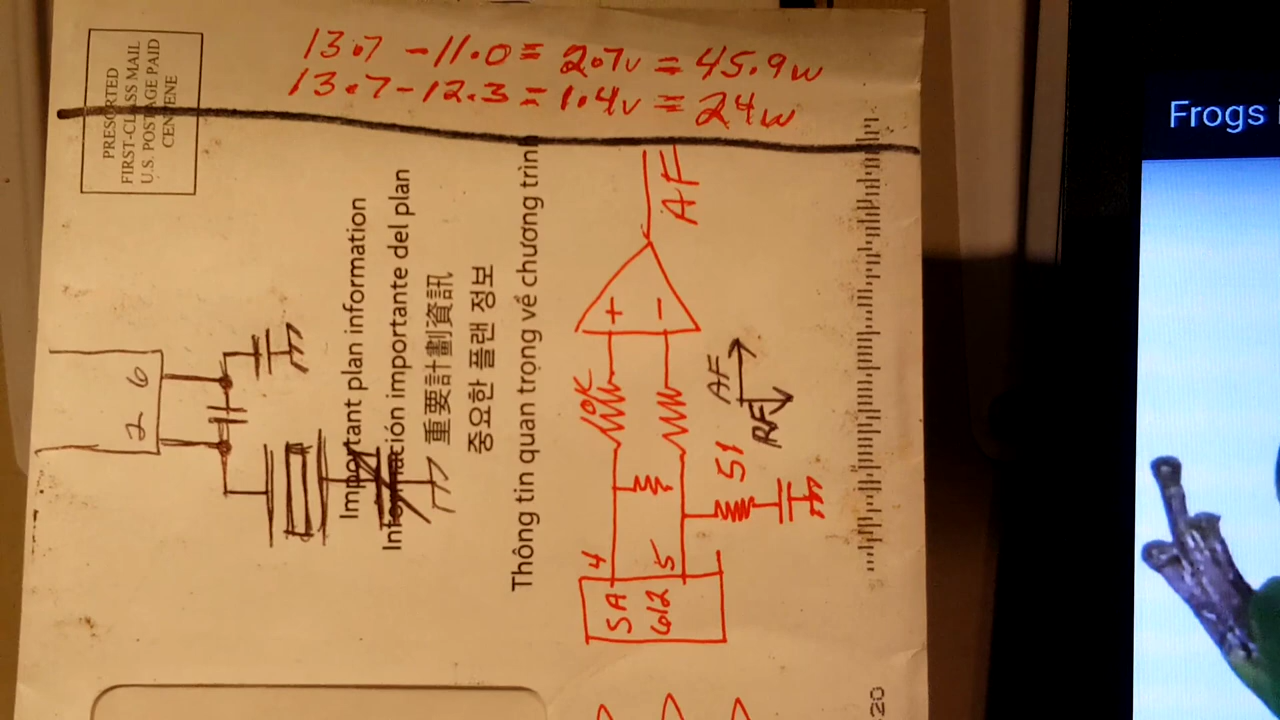 13.7 - 11.0 = 2.7v = 45.9w
13.7 - 12.3 = 1.4v = 24w
PRESORTED
FIRST-CLASS MAIL
U.S. POSTAGE PAID
CENTENE
Important plan information
Información importante del plan
重要計劃資訊
중요한 플랜 정보
Thông tin quan trọng về chương trình
2 6
AF
+
-
10K
AF
RF
51
4
5
SA
612
Frogs